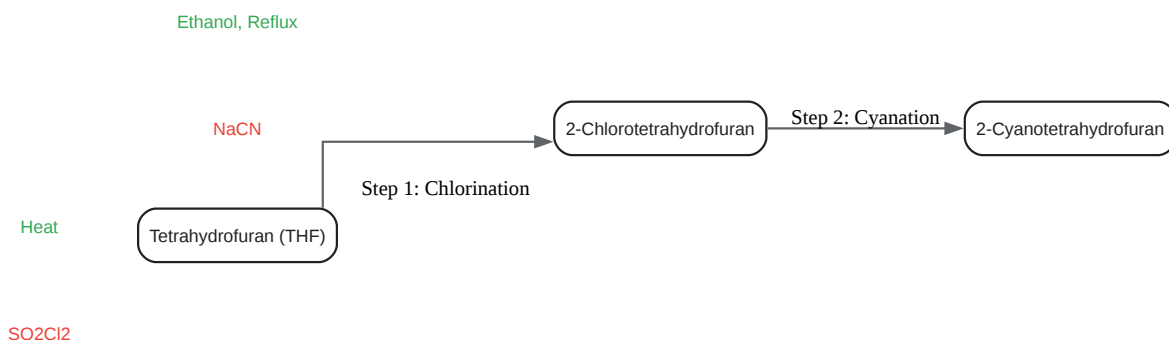 Ethanol, Reflux
NaCN
2-Chlorotetrahydrofuran
Step 2: Cyanation
2-Cyanotetrahydrofuran
Step 1: Chlorination
Heat
Tetrahydrofuran (THF)
SO2Cl2